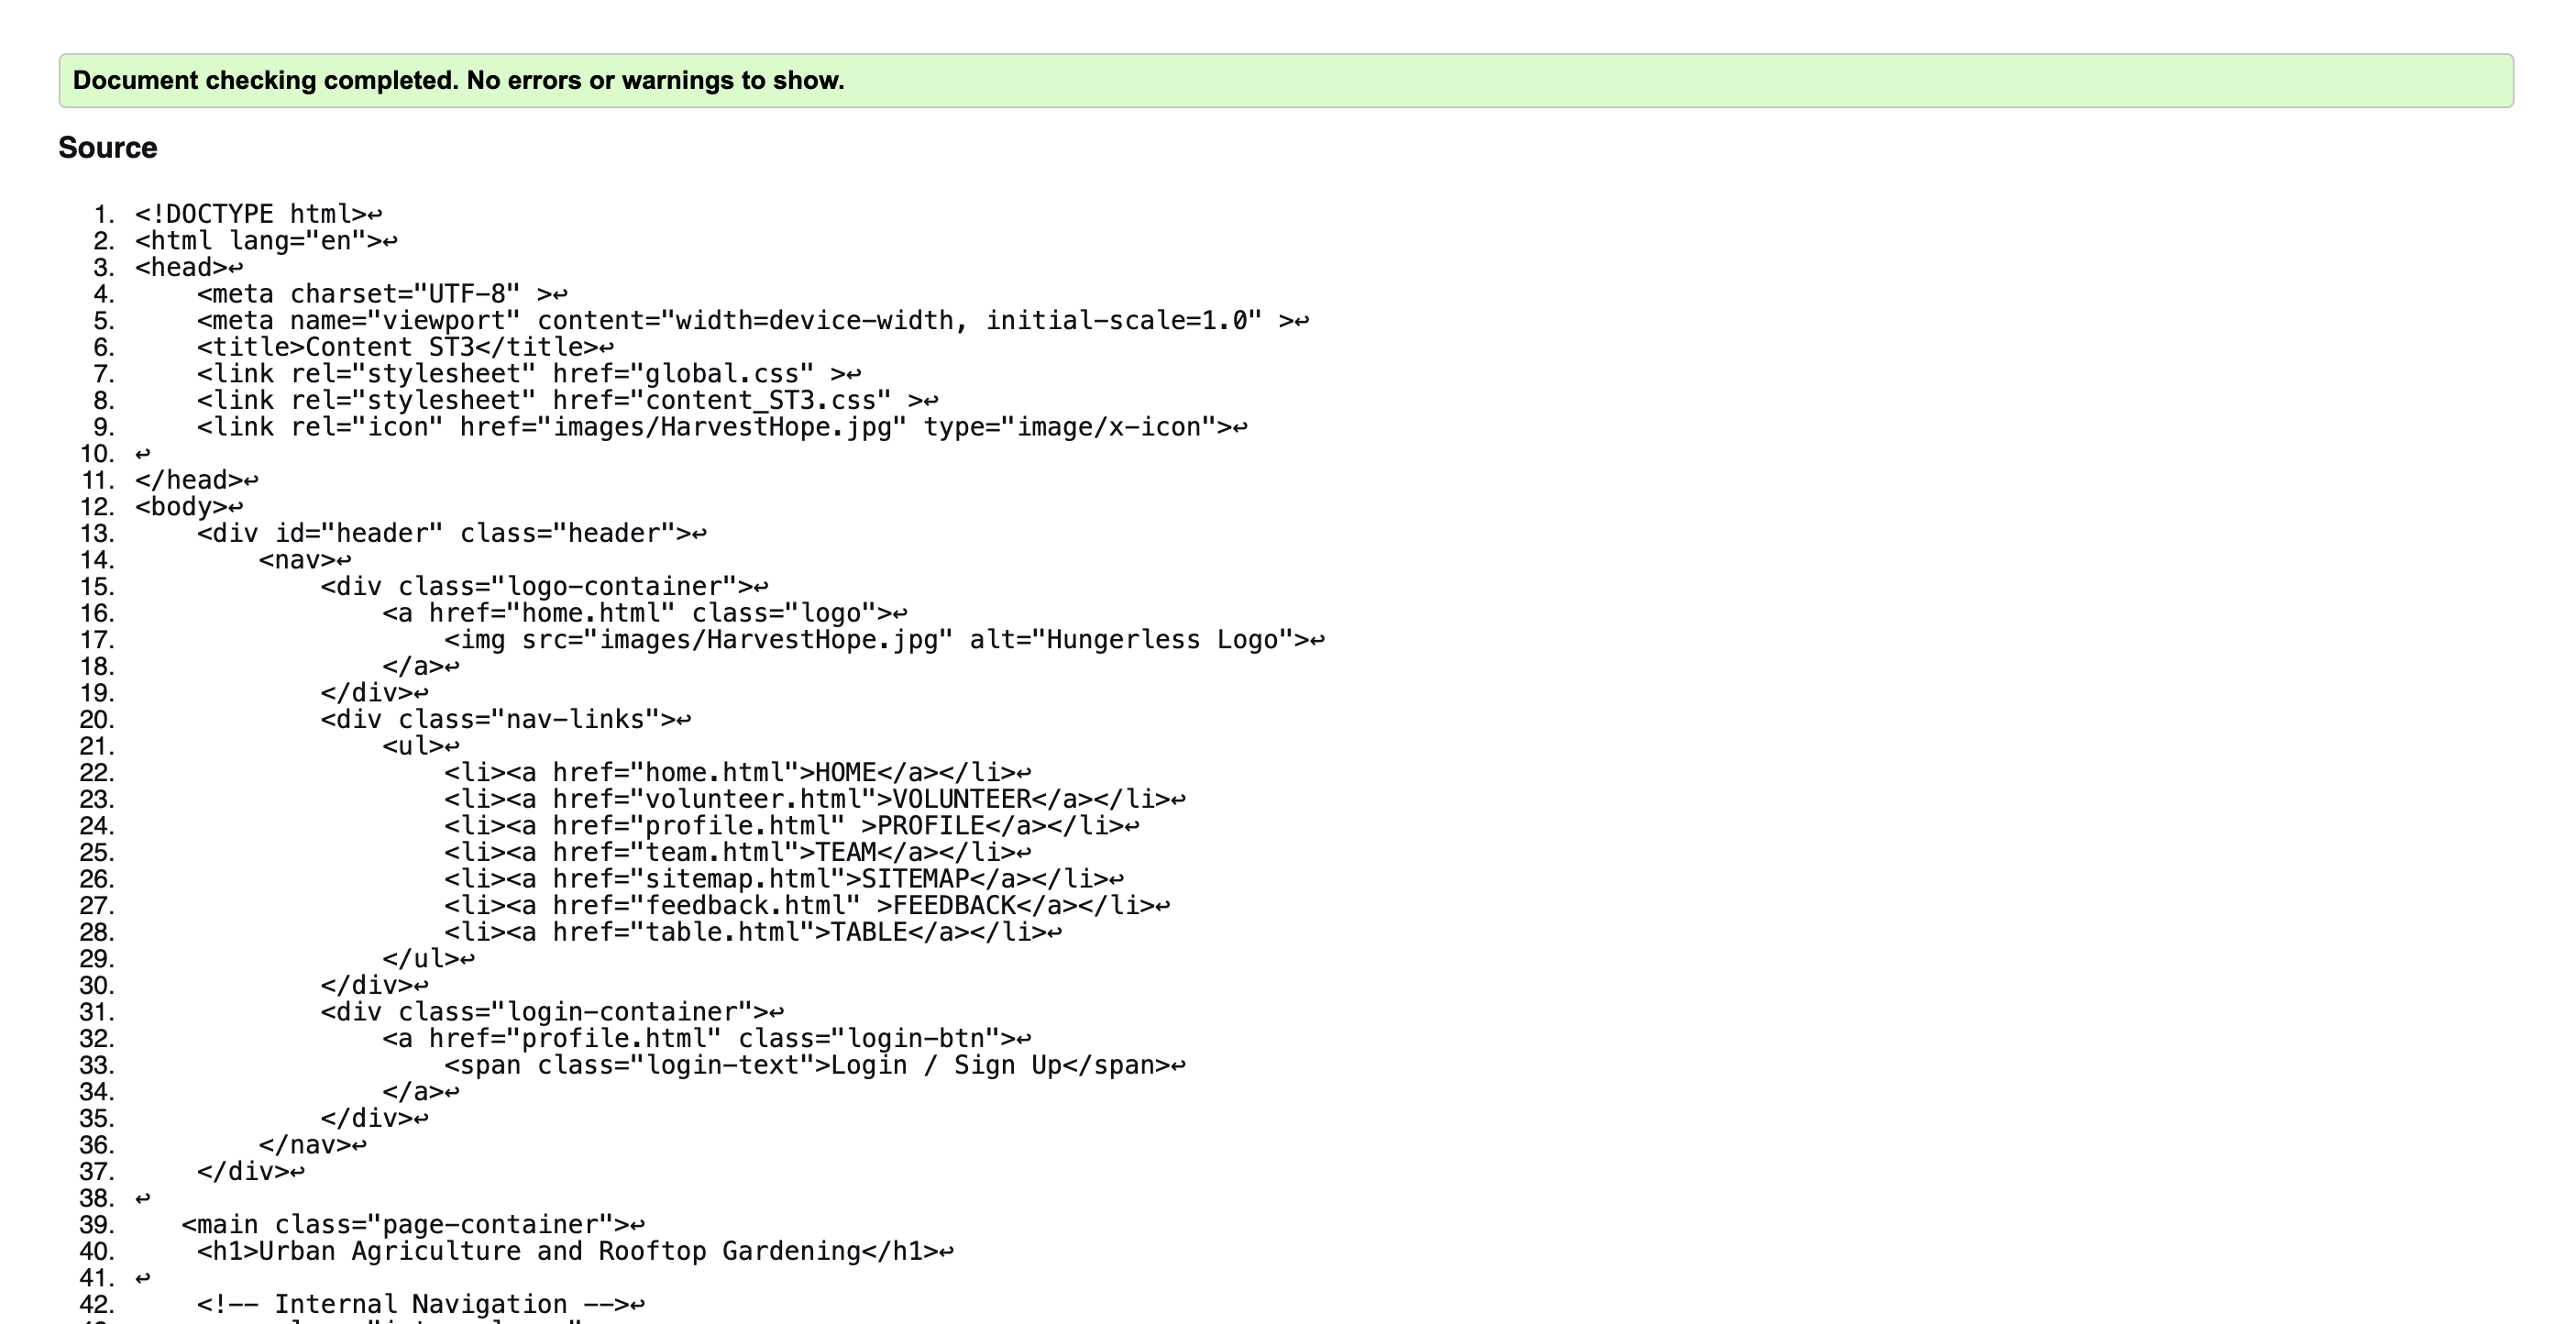 Document checking completed. No errors or warnings to show.
Source
1. <!DOCTYPE html>↩
2. <html lang="en">↩
3. <head>↩
4.     <meta charset="UTF-8" >↩
5.     <meta name="viewport" content="width=device-width, initial-scale=1.0" >↩
6.     <title>Content ST3</title>↩
7.     <link rel="stylesheet" href="global.css" >↩
8.     <link rel="stylesheet" href="content_ST3.css" >↩
9.     <link rel="icon" href="images/HarvestHope.jpg" type="image/x-icon">↩
10. ↩
11. </head>↩
12. <body>↩
13.     <div id="header" class="header">↩
14.         <nav>↩
15.             <div class="logo-container">↩
16.                 <a href="home.html" class="logo">↩
17.                     <img src="images/HarvestHope.jpg" alt="Hungerless Logo">↩
18.                 </a>↩
19.             </div>↩
20.             <div class="nav-links">↩
21.                 <ul>↩
22.                     <li><a href="home.html">HOME</a></li>↩
23.                     <li><a href="volunteer.html">VOLUNTEER</a></li>↩
24.                     <li><a href="profile.html" >PROFILE</a></li>↩
25.                     <li><a href="team.html">TEAM</a></li>↩
26.                     <li><a href="sitemap.html">SITEMAP</a></li>↩
27.                     <li><a href="feedback.html" >FEEDBACK</a></li>↩
28.                     <li><a href="table.html">TABLE</a></li>↩
29.                 </ul>↩
30.             </div>↩
31.             <div class="login-container">↩
32.                 <a href="profile.html" class="login-btn">↩
33.                     <span class="login-text">Login / Sign Up</span>↩
34.                 </a>↩
35.             </div>↩
36.         </nav>↩
37.     </div>↩
38. ↩
39.    <main class="page-container">↩
40.     <h1>Urban Agriculture and Rooftop Gardening</h1>↩
41. ↩
42.     <!-- Internal Navigation -->↩